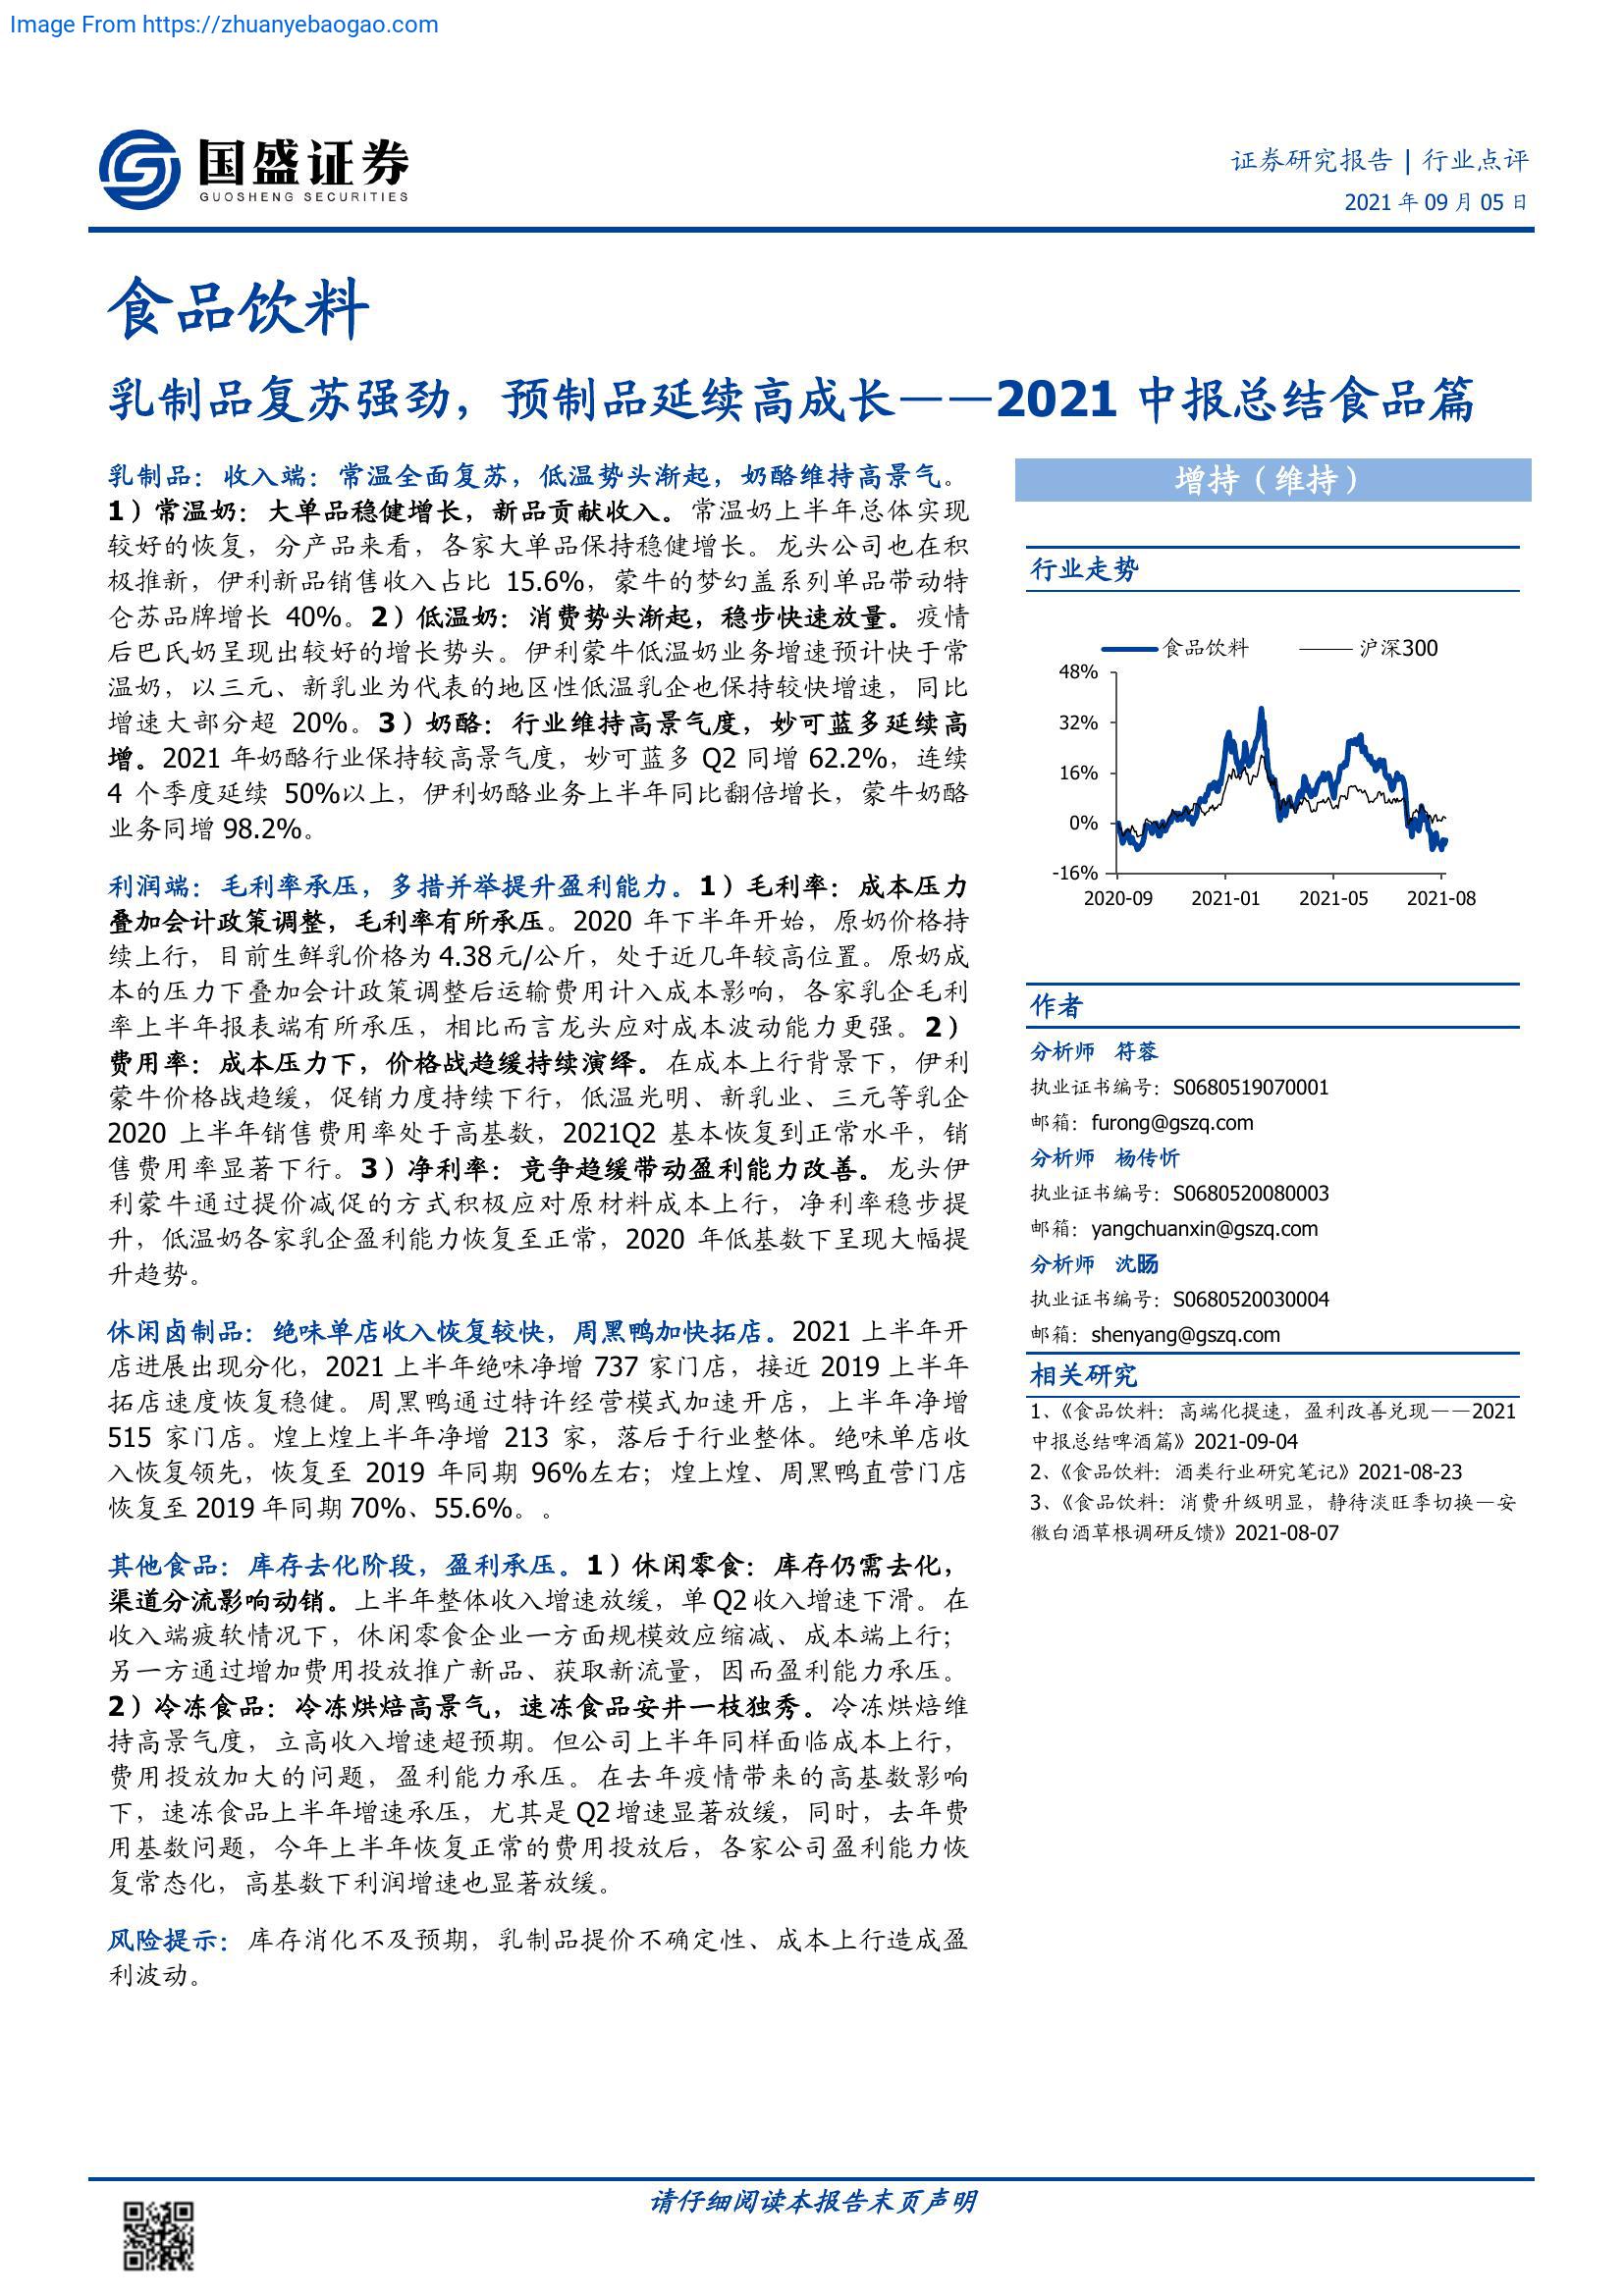 Image From https://zhuanyebaogao.com
国盛证券
GUOSHENG SECURITIES
证券研究报告 | 行业点评
2021 年 09 月 05 日
食品饮料
乳制品复苏强劲，预制品延续高成长——2021 中报总结食品篇
乳制品：收入端：常温全面复苏，低温势头渐起，奶酪维持高景气。
1）常温奶：大单品稳健增长，新品贡献收入。常温奶上半年总体实现
较好的恢复，分产品来看，各家大单品保持稳健增长。龙头公司也在积
极推新，伊利新品销售收入占比 15.6%，蒙牛的梦幻盖系列单品带动特
仑苏品牌增长 40%。2）低温奶：消费势头渐起，稳步快速放量。疫情
后巴氏奶呈现出较好的增长势头。伊利蒙牛低温奶业务增速预计快于常
温奶，以三元、新乳业为代表的地区性低温乳企也保持较快增速，同比
增速大部分超 20%。3）奶酪：行业维持高景气度，妙可蓝多延续高
增。2021 年奶酪行业保持较高景气度，妙可蓝多 Q2 同增 62.2%，连续
4 个季度延续 50%以上，伊利奶酪业务上半年同比翻倍增长，蒙牛奶酪
业务同增 98.2%。
利润端：毛利率承压，多措并举提升盈利能力。1）毛利率：成本压力
叠加会计政策调整，毛利率有所承压。2020 年下半年开始，原奶价格持
续上行，目前生鲜乳价格为 4.38 元/公斤，处于近几年较高位置。原奶成
本的压力下叠加会计政策调整后运输费用计入成本影响，各家乳企毛利
率上半年报表端有所承压，相比而言龙头应对成本波动能力更强。2）
费用率：成本压力下，价格战趋缓持续演绎。在成本上行背景下，伊利
蒙牛价格战趋缓，促销力度持续下行，低温光明、新乳业、三元等乳企
2020 上半年销售费用率处于高基数，2021Q2 基本恢复到正常水平，销
售费用率显著下行。3）净利率：竞争趋缓带动盈利能力改善。龙头伊
利蒙牛通过提价减促的方式积极应对原材料成本上行，净利率稳步提
升，低温奶各家乳企盈利能力恢复至正常，2020 年低基数下呈现大幅提
升趋势。
休闲卤制品：绝味单店收入恢复较快，周黑鸭加快拓店。2021 上半年开
店进展出现分化，2021 上半年绝味净增 737 家门店，接近 2019 上半年
拓店速度恢复稳健。周黑鸭通过特许经营模式加速开店，上半年净增
515 家门店。煌上煌上半年净增 213 家，落后于行业整体。绝味单店收
入恢复领先，恢复至 2019 年同期 96%左右；煌上煌、周黑鸭直营门店
恢复至 2019 年同期 70%、55.6%。。
其他食品：库存去化阶段，盈利承压。1）休闲零食：库存仍需去化，
渠道分流影响动销。上半年整体收入增速放缓，单 Q2 收入增速下滑。在
收入端疲软情况下，休闲零食企业一方面规模效应缩减、成本端上行；
另一方通过增加费用投放推广新品、获取新流量，因而盈利能力承压。
2）冷冻食品：冷冻烘焙高景气，速冻食品安井一枝独秀。冷冻烘焙维
持高景气度，立高收入增速超预期。但公司上半年同样面临成本上行，
费用投放加大的问题，盈利能力承压。在去年疫情带来的高基数影响
下，速冻食品上半年增速承压，尤其是 Q2 增速显著放缓，同时，去年费
用基数问题，今年上半年恢复正常的费用投放后，各家公司盈利能力恢
复常态化，高基数下利润增速也显著放缓。
风险提示：库存消化不及预期，乳制品提价不确定性、成本上行造成盈
利波动。
增持（维持）
行业走势
食品饮料 沪深300
48%
32%
16%
0%
-16%
2020-09 2021-01 2021-05 2021-08
作者
分析师 符蓉
执业证书编号：S0680519070001
邮箱：furong@gszq.com
分析师 杨传忻
执业证书编号：S0680520080003
邮箱：yangchuanxin@gszq.com
分析师 沈旸
执业证书编号：S0680520030004
邮箱：shenyang@gszq.com
相关研究
1、《食品饮料：高端化提速，盈利改善兑现——2021
中报总结啤酒篇》2021-09-04
2、《食品饮料：酒类行业研究笔记》2021-08-23
3、《食品饮料：消费升级明显，静待淡旺季切换—安
徽白酒草根调研反馈》2021-08-07
请仔细阅读本报告末页声明